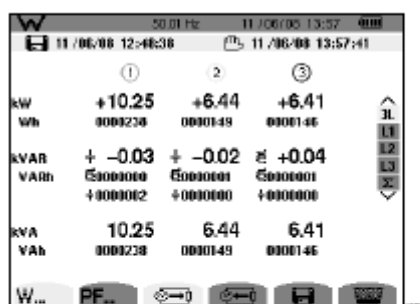 W 50.01 Hz 11/06/08 13:57
11/06/08 12:48:38 11/06/08 13:57:41
1 2 3
kW +10.25 +6.44 +6.41
Wh 0000238 0000149 0000146
3L
L1
kVAR -0.03 -0.02 +0.04
L2
VARh 0000000 0000001 0000001
L3
0000002 0000000 0000000
Σ
kVA 10.25 6.44 6.41
VAh 0000238 0000149 0000146
W... PF...